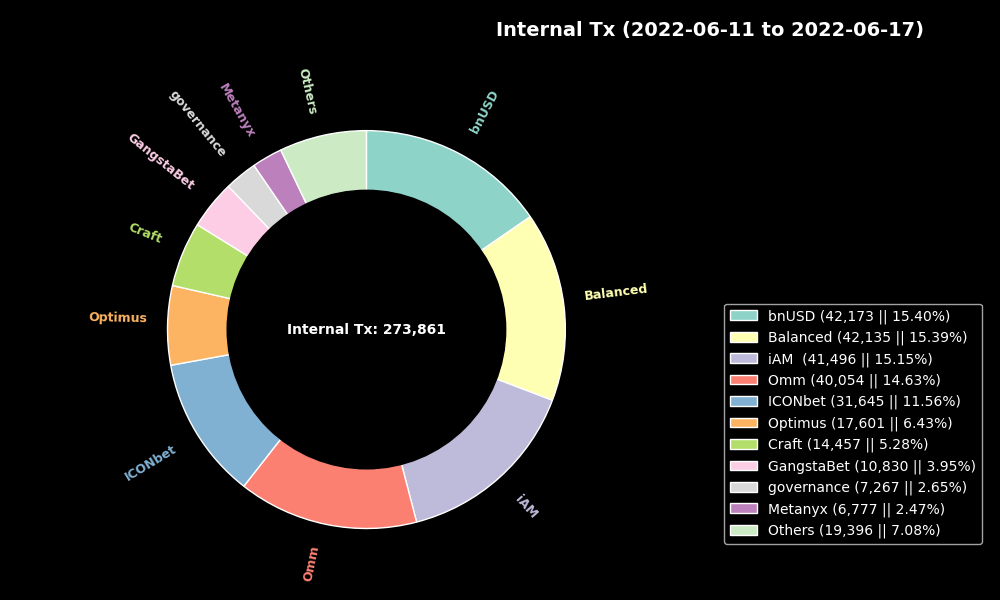 Internal Tx (2022-06-11 to 2022-06-17)
Others
bnUSD
Metanyx
governance
GangstaBet
Craft
Balanced
Optimus
Internal Tx: 273,861
ICONbet
iAM
Omm
bnUSD (42,173 || 15.40%)
Balanced (42,135 || 15.39%)
iAM  (41,496 || 15.15%)
Omm (40,054 || 14.63%)
ICONbet (31,645 || 11.56%)
Optimus (17,601 || 6.43%)
Craft (14,457 || 5.28%)
GangstaBet (10,830 || 3.95%)
governance (7,267 || 2.65%)
Metanyx (6,777 || 2.47%)
Others (19,396 || 7.08%)